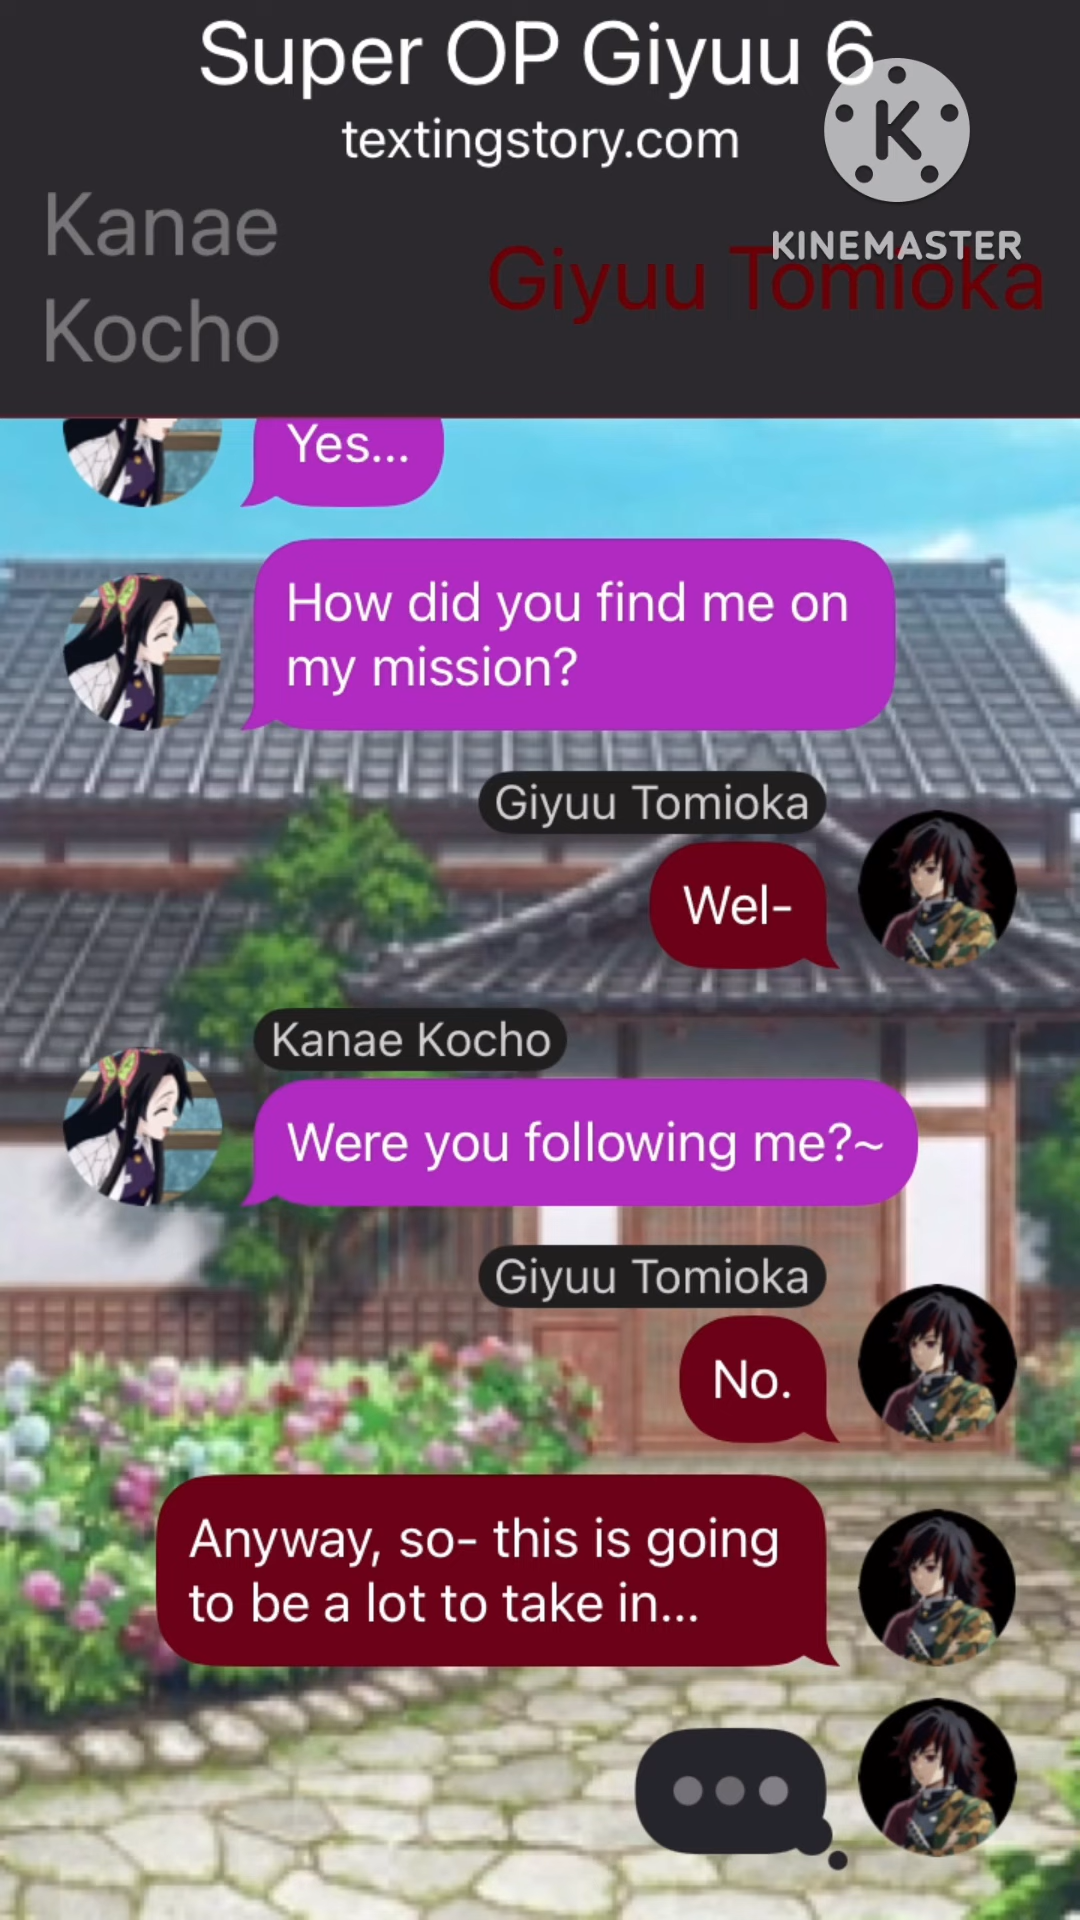 Super OP Giyuu 6
textingstory.com
K
KINEMASTER
Kanae
Kocho
Giyuu Tomioka
Yes...
How did you find me on
my mission?
Giyuu Tomioka
Wel-
Kanae Kocho
Were you following me?~
Giyuu Tomioka
No.
Anyway, so- this is going
to be a lot to take in...